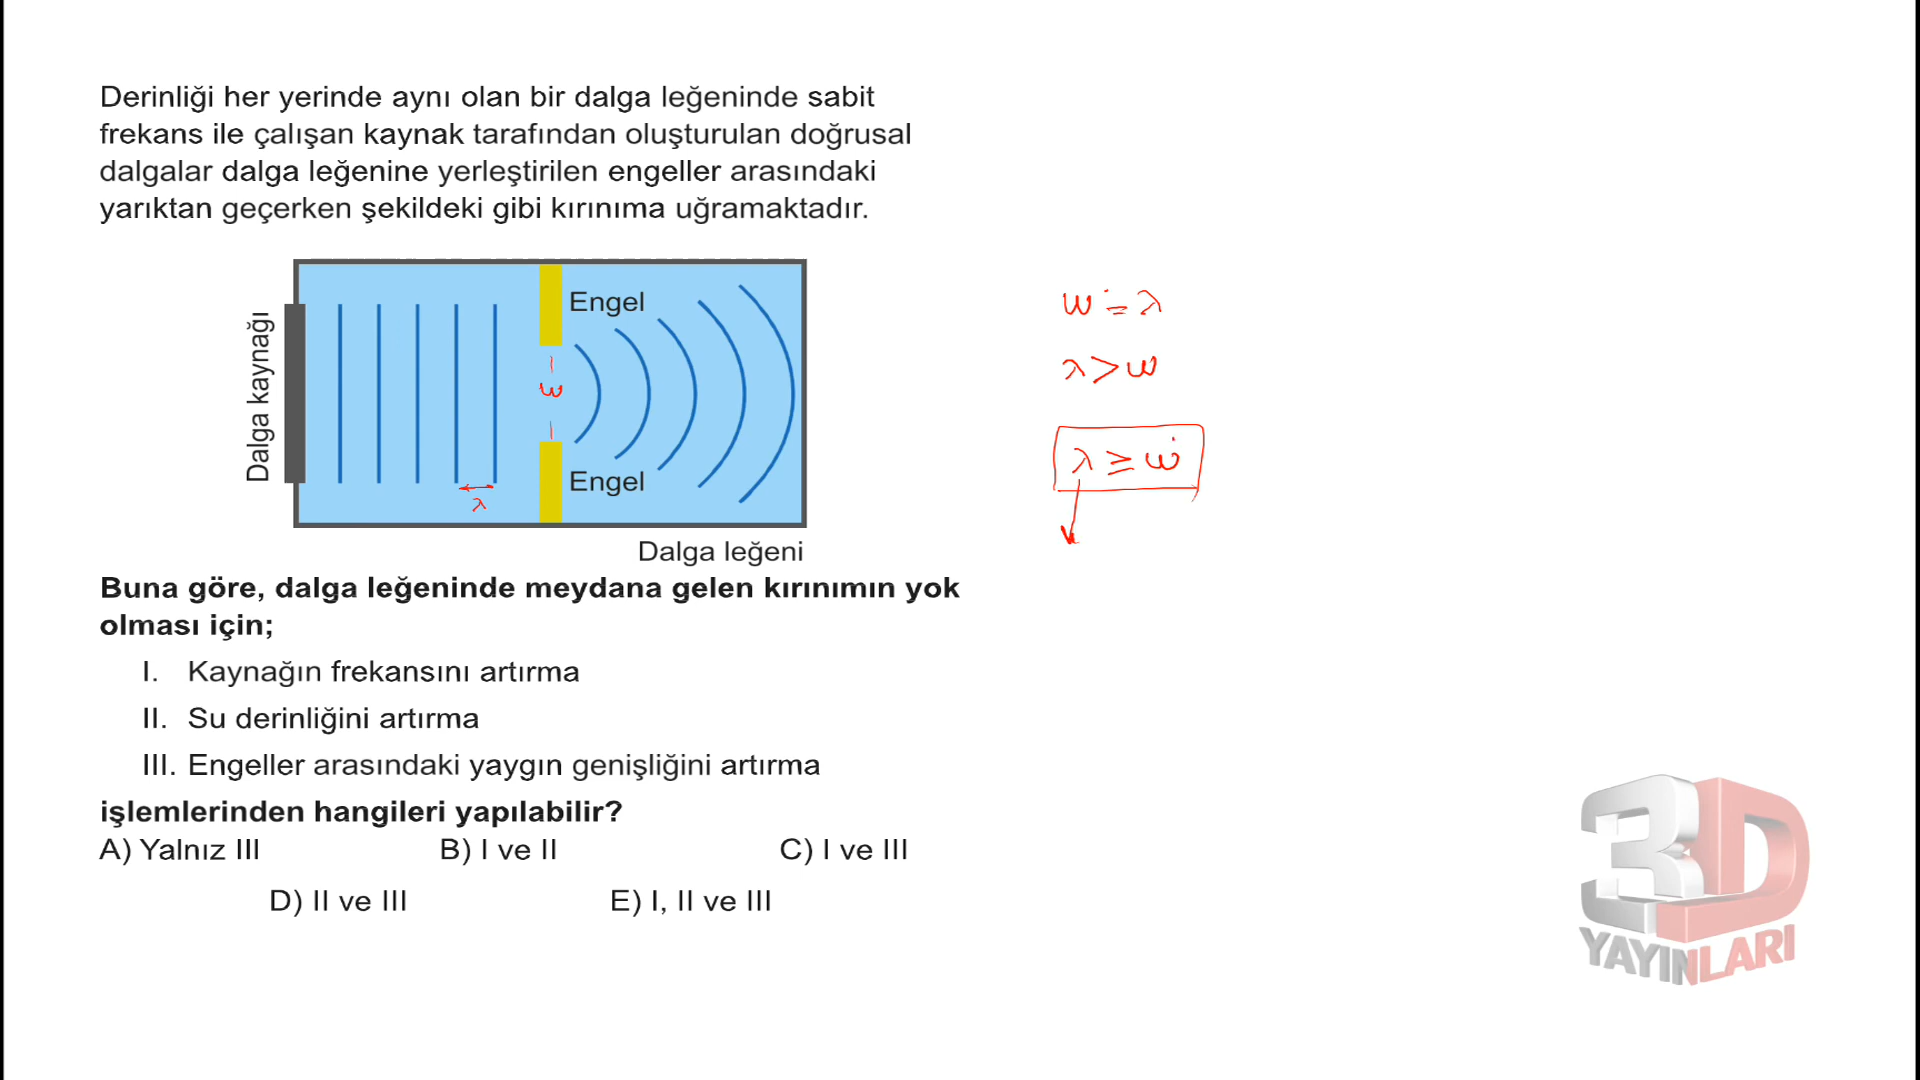 Derinliği her yerinde aynı olan bir dalga leğeninde sabit
frekans ile çalışan kaynak tarafından oluşturulan doğrusal
dalgalar dalga leğenine yerleştirilen engeller arasındaki
yarıktan geçerken şekildeki gibi kırınıma uğramaktadır.
Dalga kaynağı
Engel
w
Engel
λ
Dalga leğeni
w = λ
λ > w
λ ≥ w
Buna göre, dalga leğeninde meydana gelen kırınımın yok
olması için;
I. Kaynağın frekansını artırma
II. Su derinliğini artırma
III. Engeller arasındaki yaygın genişliğini artırma
işlemlerinden hangileri yapılabilir?
A) Yalnız III B) I ve II C) I ve III
D) II ve III E) I, II ve III
3D
YAYINLARI